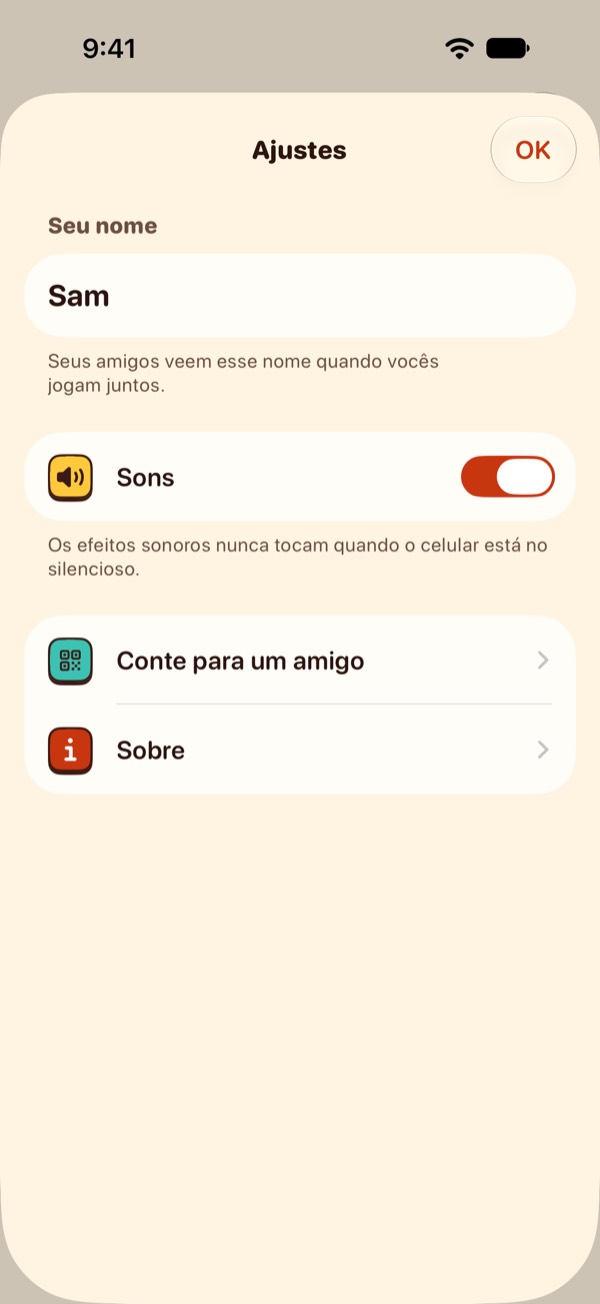 9:41
Ajustes
OK
Seu nome
Sam
Seus amigos veem esse nome quando vocês
jogam juntos.
Sons
Os efeitos sonoros nunca tocam quando o celular está no
silencioso.
Conte para um amigo
Sobre